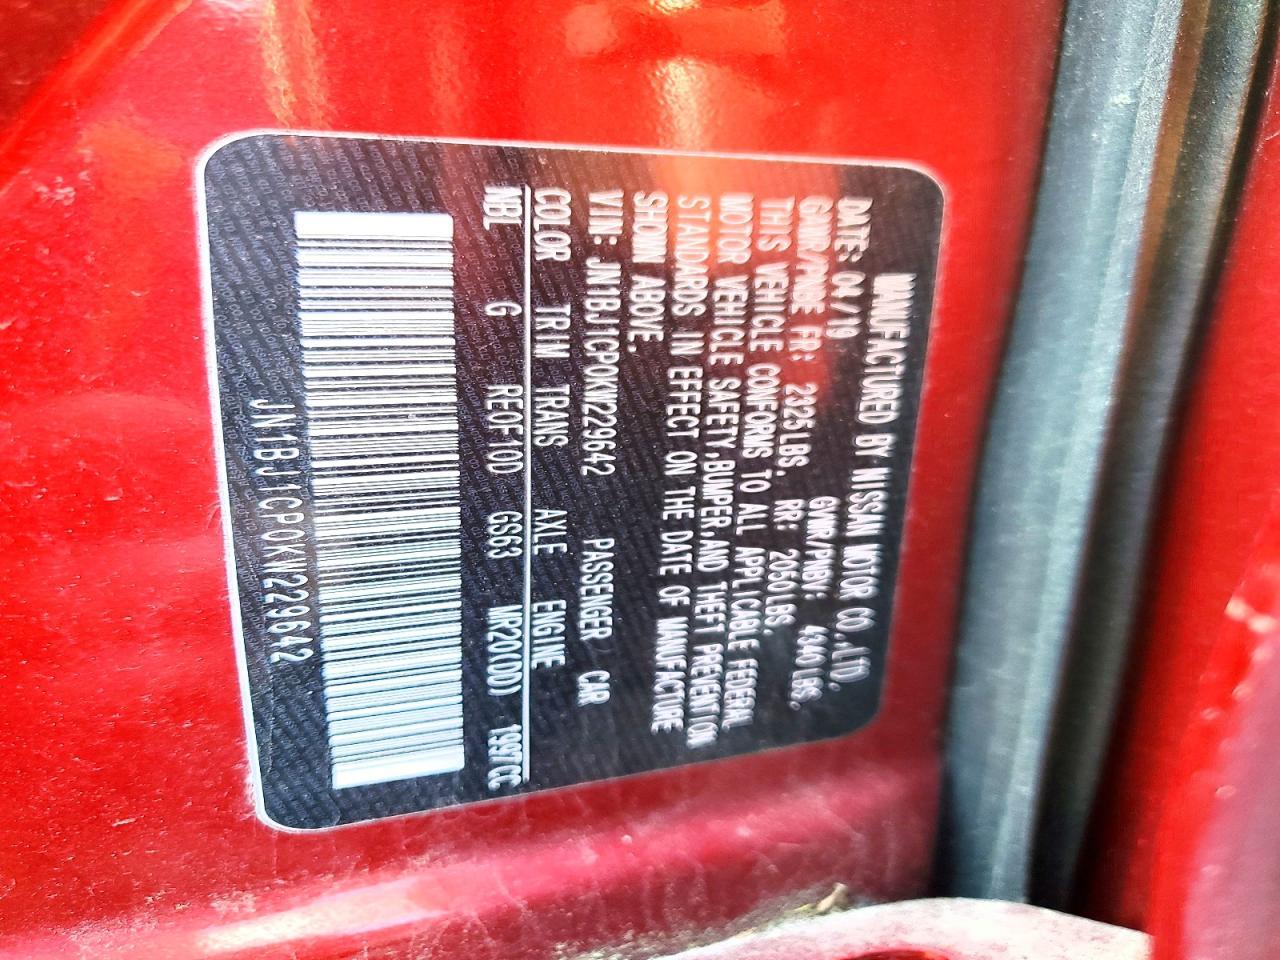 MANUFACTURED BY NISSAN MOTOR CO.,LTD.
DATE: 04/19 GVWR/PNBV: 4340 LBS.
GAWR/PNBE FR: 2325 LBS. RR: 2050 LBS.
THIS VEHICLE CONFORMS TO ALL APPLICABLE FEDERAL
MOTOR VEHICLE SAFETY,BUMPER,AND THEFT PREVENTION
STANDARDS IN EFFECT ON THE DATE OF MANUFACTURE
SHOWN ABOVE.
VIN: JN1BJ1CP0KW229642 PASSENGER CAR
COLOR TRIM TRANS AXLE ENGINE
NBL G RE0F10D GS63 MR20(DD) 1997CC
JN1BJ1CP0KW229642